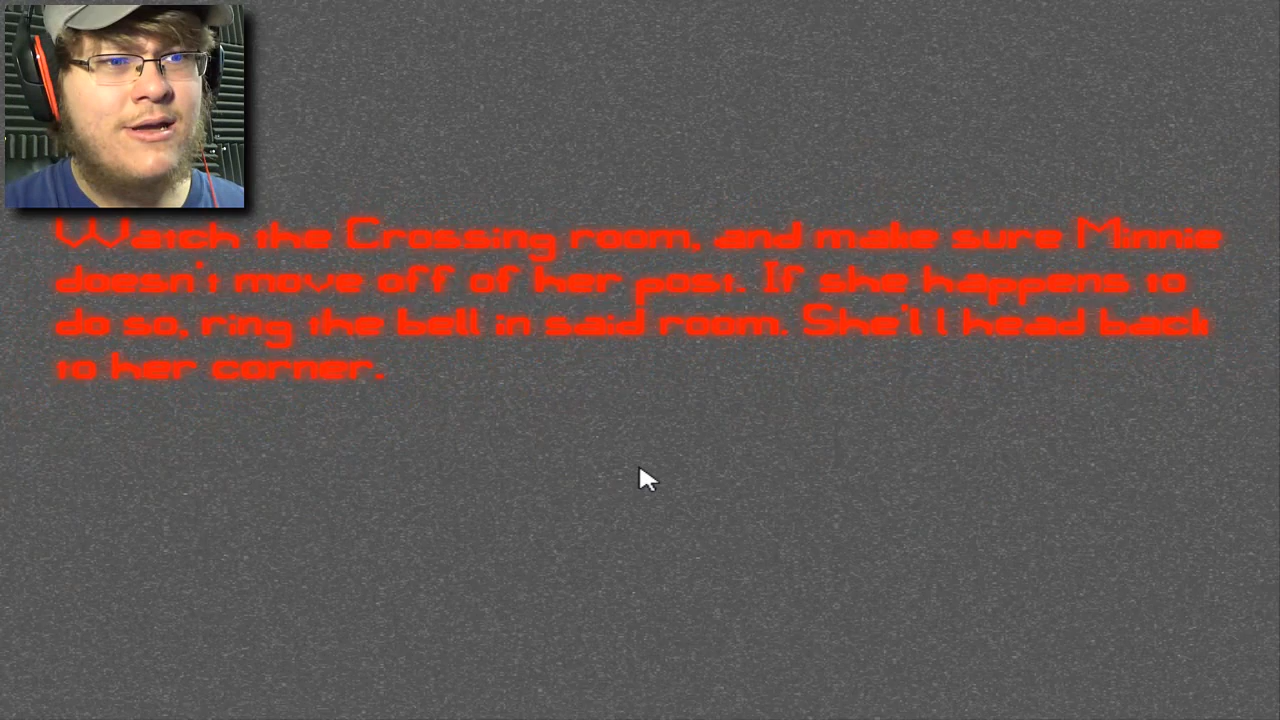 Watch the Crossing room, and make sure Minnie
doesn't move off of her post. If she happens to
do so, ring the bell in said room. She'll head back
to her corner.